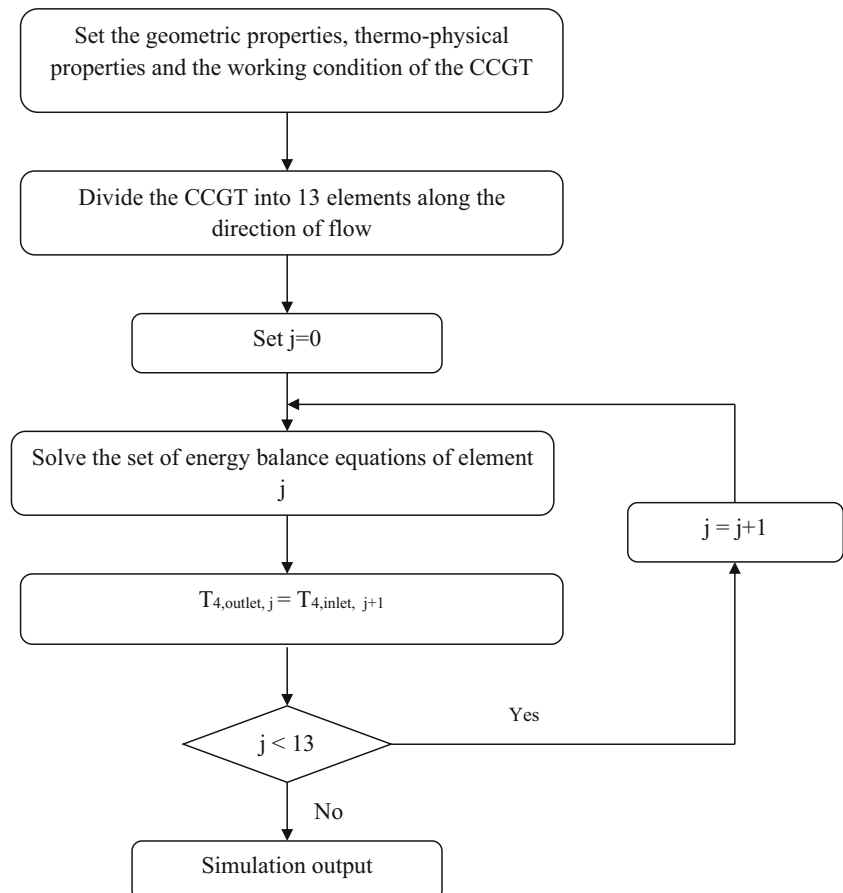 Set the geometric properties, thermo-physical
properties and the working condition of the CCGT
Divide the CCGT into 13 elements along the
direction of flow
Set j=0
Solve the set of energy balance equations of element
j
j = j+1
T4,outlet, j = T4,inlet, j+1
Yes
j < 13
No
Simulation output